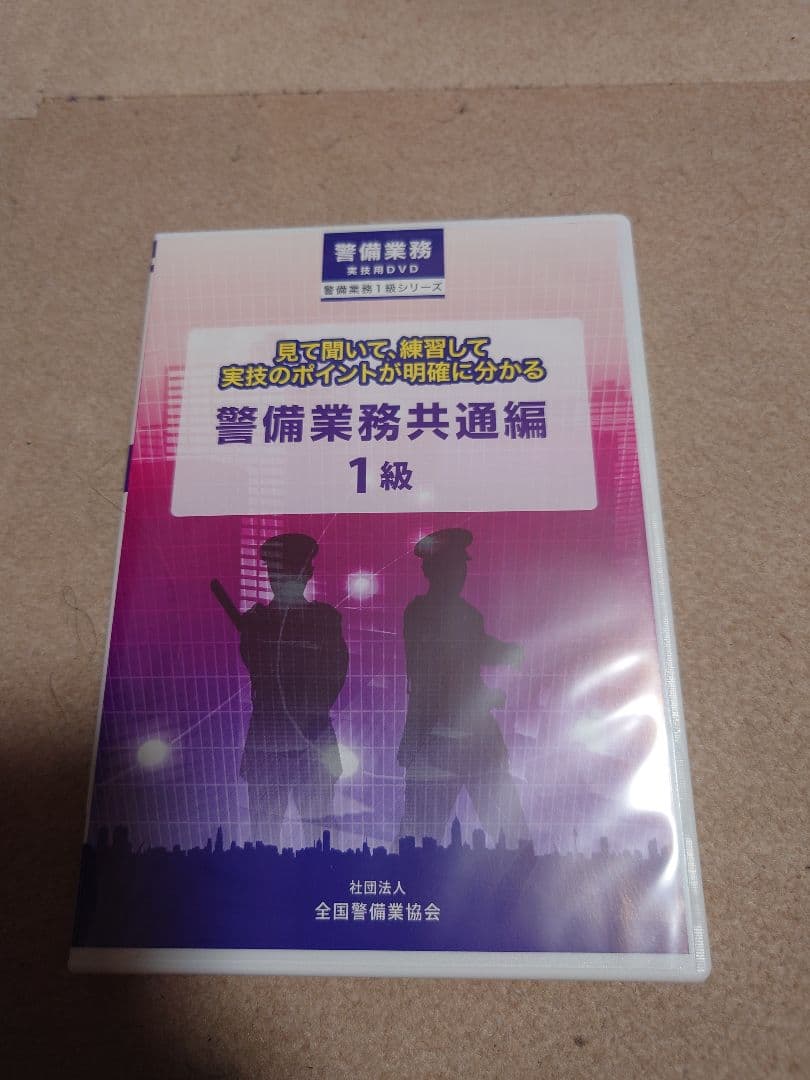 警備業務
実技用DVD
警備業務1級シリーズ
見て聞いて、練習して
実技のポイントが明確に分かる
警備業務共通編
1級
社団法人
全国警備業協会